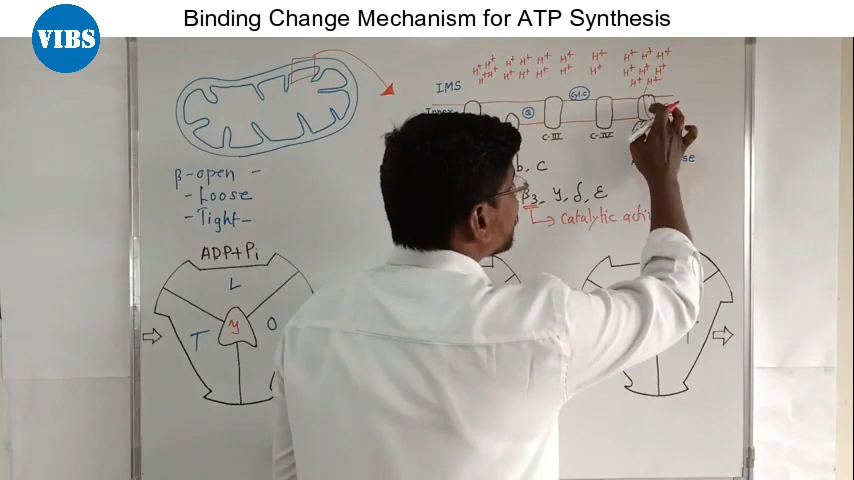 Binding Change Mechanism for ATP Synthesis
VIBS
H+ H+ H+ H+ H+ H+ H+ H+ H+ H+
IMS
Q
Cyt.C
C-III
C-IV
b, c
β-open -
- Loose
- Tight-
β3, γ, δ, ε
↳ catalytic acti
ADP+Pi
L
T
γ
O